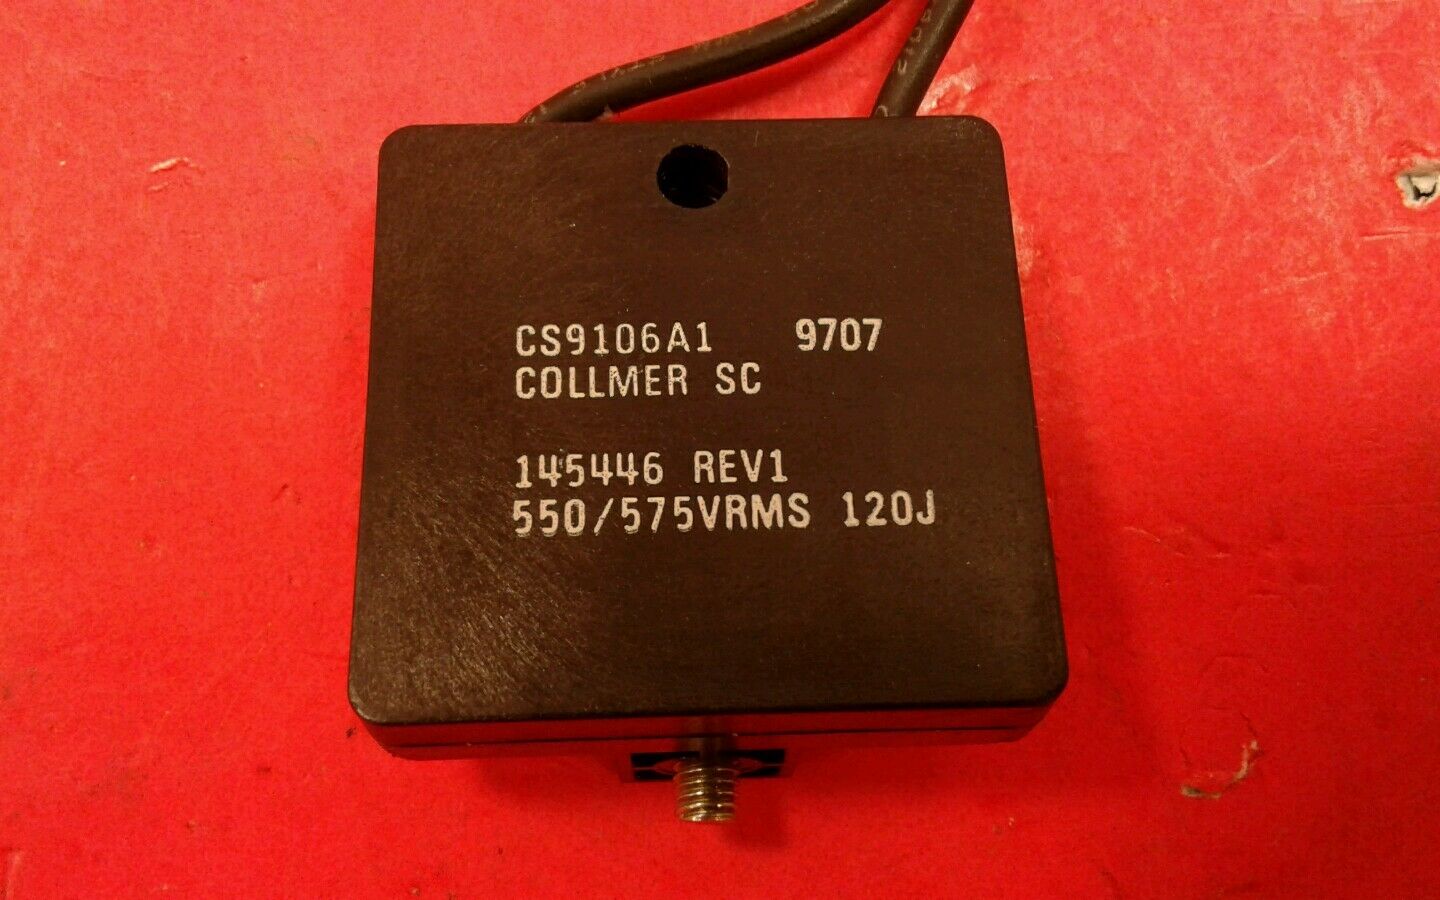 CS9106A1 9707
COLLMER SC
145446 REV1
550/575VRMS 120J